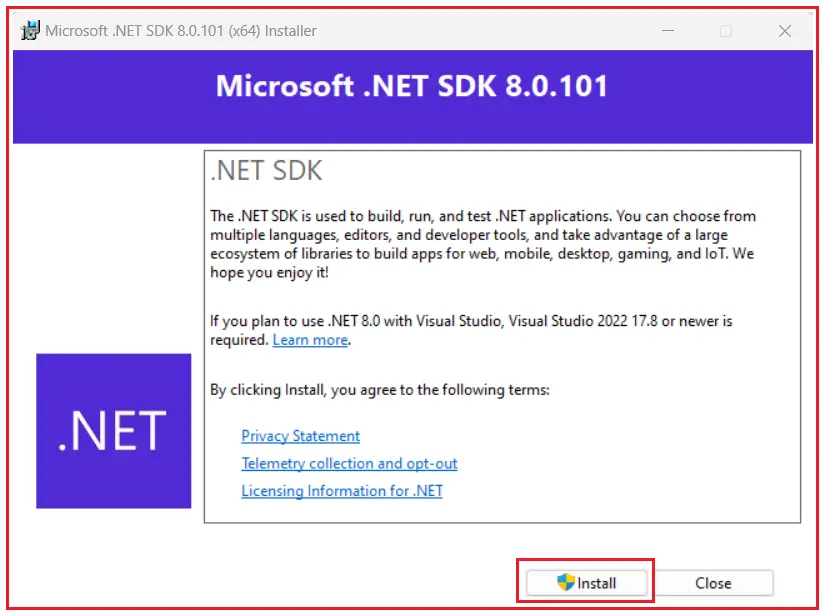 Microsoft .NET SDK 8.0.101 (x64) Installer
Microsoft .NET SDK 8.0.101
.NET SDK
The .NET SDK is used to build, run, and test .NET applications. You can choose from
multiple languages, editors, and developer tools, and take advantage of a large
ecosystem of libraries to build apps for web, mobile, desktop, gaming, and IoT. We
hope you enjoy it!
If you plan to use .NET 8.0 with Visual Studio, Visual Studio 2022 17.8 or newer is
required. Learn more.
By clicking Install, you agree to the following terms:
.NET
Privacy Statement
Telemetry collection and opt-out
Licensing Information for .NET
Install
Close